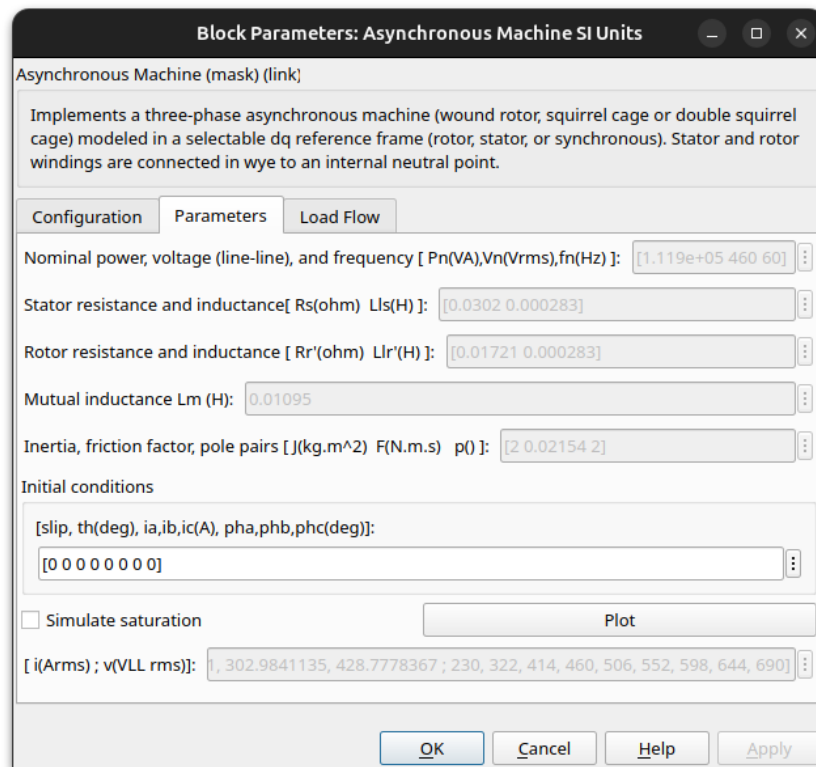 Block Parameters: Asynchronous Machine SI Units
Asynchronous Machine (mask) (link)
Implements a three-phase asynchronous machine (wound rotor, squirrel cage or double squirrel
cage) modeled in a selectable dq reference frame (rotor, stator, or synchronous). Stator and rotor
windings are connected in wye to an internal neutral point.
Configuration Parameters Load Flow
Nominal power, voltage (line-line), and frequency [ Pn(VA),Vn(Vrms),fn(Hz) ]: [1.119e+05 460 60]
Stator resistance and inductance[ Rs(ohm) Lls(H) ]: [0.0302 0.000283]
Rotor resistance and inductance [ Rr'(ohm) Llr'(H) ]: [0.01721 0.000283]
Mutual inductance Lm (H): 0.01095
Inertia, friction factor, pole pairs [ J(kg.m^2) F(N.m.s) p() ]: [2 0.02154 2]
Initial conditions
[slip, th(deg), ia,ib,ic(A), pha,phb,phc(deg)]:
[0 0 0 0 0 0 0 0]
Simulate saturation Plot
[ i(Arms) ; v(VLL rms)]: 1, 302.9841135, 428.7778367 ; 230, 322, 414, 460, 506, 552, 598, 644, 690]
OK Cancel Help Apply